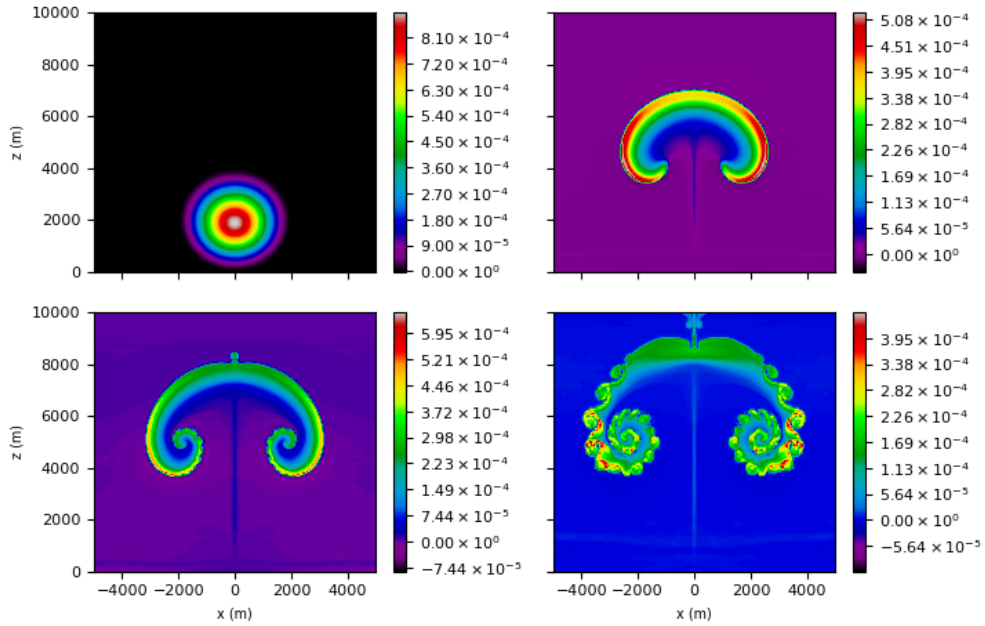 10000
8000
6000
4000
2000
0
z (m)
8.10 × 10⁻⁴
7.20 × 10⁻⁴
6.30 × 10⁻⁴
5.40 × 10⁻⁴
4.50 × 10⁻⁴
3.60 × 10⁻⁴
2.70 × 10⁻⁴
1.80 × 10⁻⁴
9.00 × 10⁻⁵
0.00 × 10⁰
5.08 × 10⁻⁴
4.51 × 10⁻⁴
3.95 × 10⁻⁴
3.38 × 10⁻⁴
2.82 × 10⁻⁴
2.26 × 10⁻⁴
1.69 × 10⁻⁴
1.13 × 10⁻⁴
5.64 × 10⁻⁵
0.00 × 10⁰
10000
8000
6000
4000
2000
0
z (m)
−4000 −2000 0 2000 4000
x (m)
5.95 × 10⁻⁴
5.21 × 10⁻⁴
4.46 × 10⁻⁴
3.72 × 10⁻⁴
2.98 × 10⁻⁴
2.23 × 10⁻⁴
1.49 × 10⁻⁴
7.44 × 10⁻⁵
0.00 × 10⁰
−7.44 × 10⁻⁵
−4000 −2000 0 2000 4000
x (m)
3.95 × 10⁻⁴
3.38 × 10⁻⁴
2.82 × 10⁻⁴
2.26 × 10⁻⁴
1.69 × 10⁻⁴
1.13 × 10⁻⁴
5.64 × 10⁻⁵
0.00 × 10⁰
−5.64 × 10⁻⁵